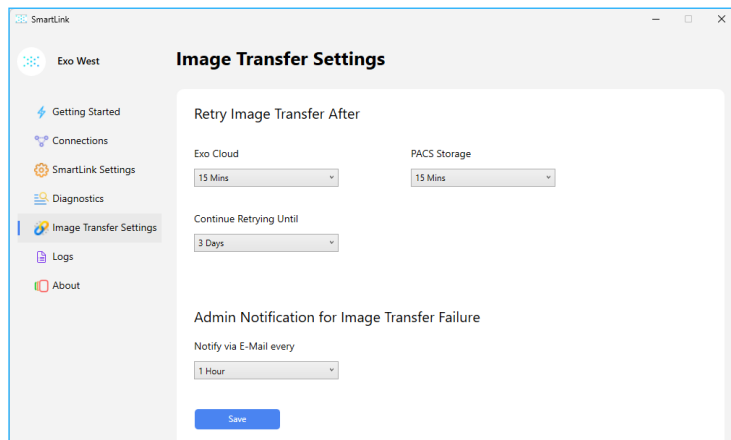 SmartLink
Exo West
Image Transfer Settings
Getting Started
Connections
SmartLink Settings
Diagnostics
Image Transfer Settings
Logs
About
Retry Image Transfer After
Exo Cloud
PACS Storage
15 Mins
15 Mins
Continue Retrying Until
3 Days
Admin Notification for Image Transfer Failure
Notify via E-Mail every
1 Hour
Save